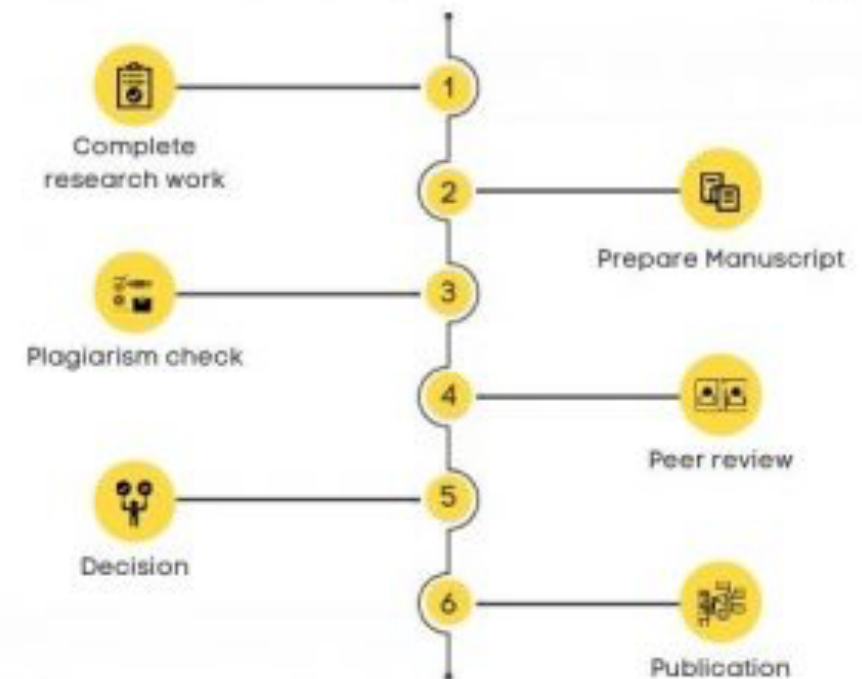 1
Complete
research work
2
Prepare Manuscript
3
Plagiarism check
4
Peer review
5
Decision
6
Publication